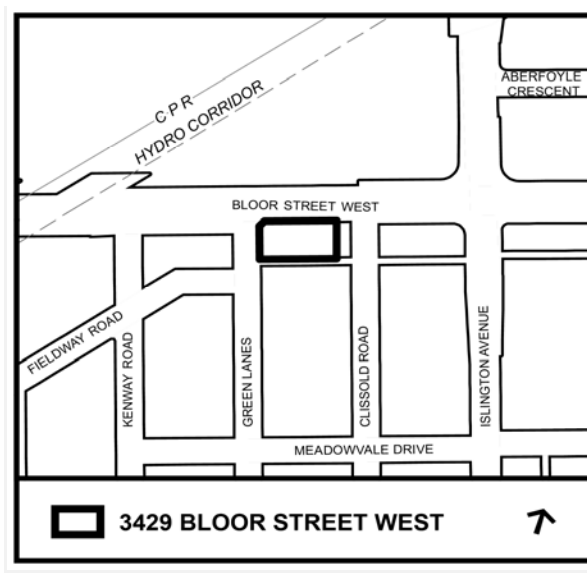 CPR
HYDRO CORRIDOR
ABERFOYLE
CRESCENT
BLOOR STREET WEST
FIELDWAY ROAD
KENWAY ROAD
GREEN LANES
CLISSOLD ROAD
ISLINGTON AVENUE
MEADOWVALE DRIVE
3429 BLOOR STREET WEST